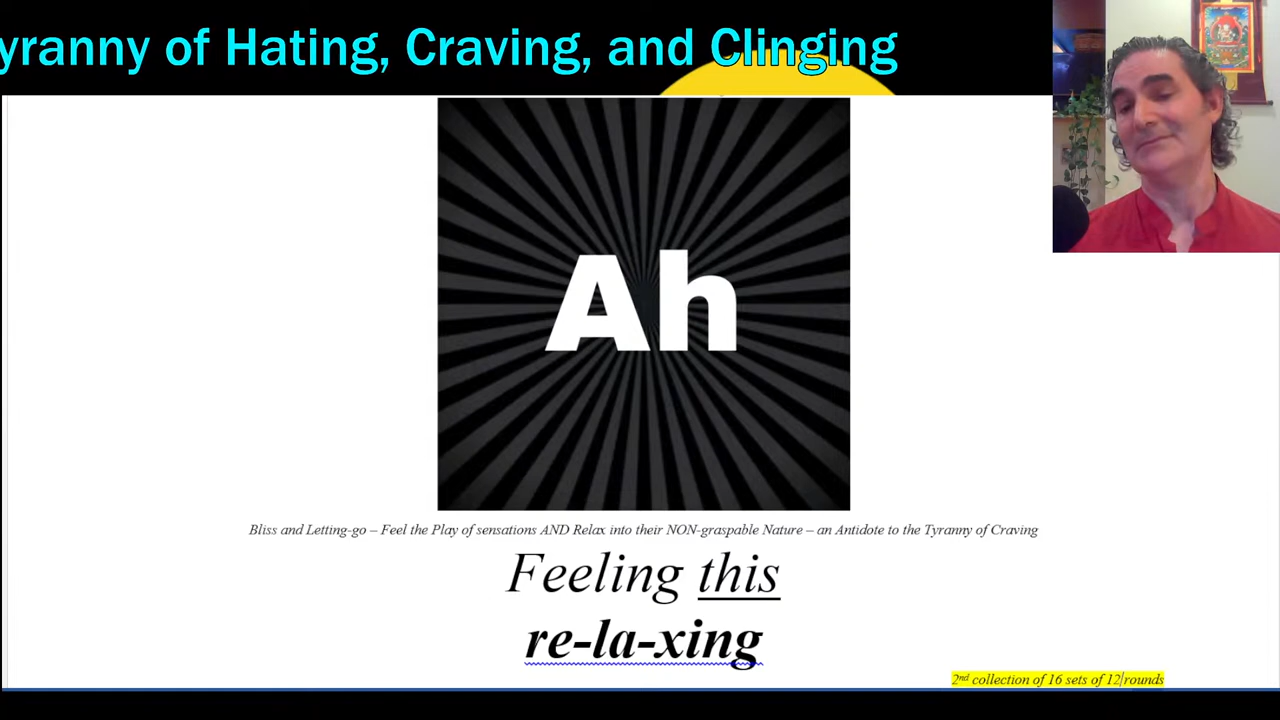 yranny of Hating, Craving, and Clinging
Ah
Bliss and Letting-go – Feel the Play of sensations AND Relax into their NON-graspable Nature – an Antidote to the Tyranny of Craving
Feeling this
re-la-xing
2nd collection of 16 sets of 12 rounds